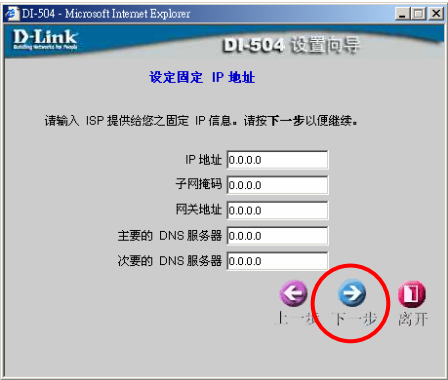 DI-504 - Microsoft Internet Explorer
D-Link
Building Networks for People
DI-504 设置向导
设定固定 IP 地址
请输入 ISP 提供给您之固定 IP 信息。请按下一步以便继续。
IP 地址 0.0.0.0
子网掩码 0.0.0.0
网关地址 0.0.0.0
主要的 DNS 服务器 0.0.0.0
次要的 DNS 服务器 0.0.0.0
上一步 下一步 离开